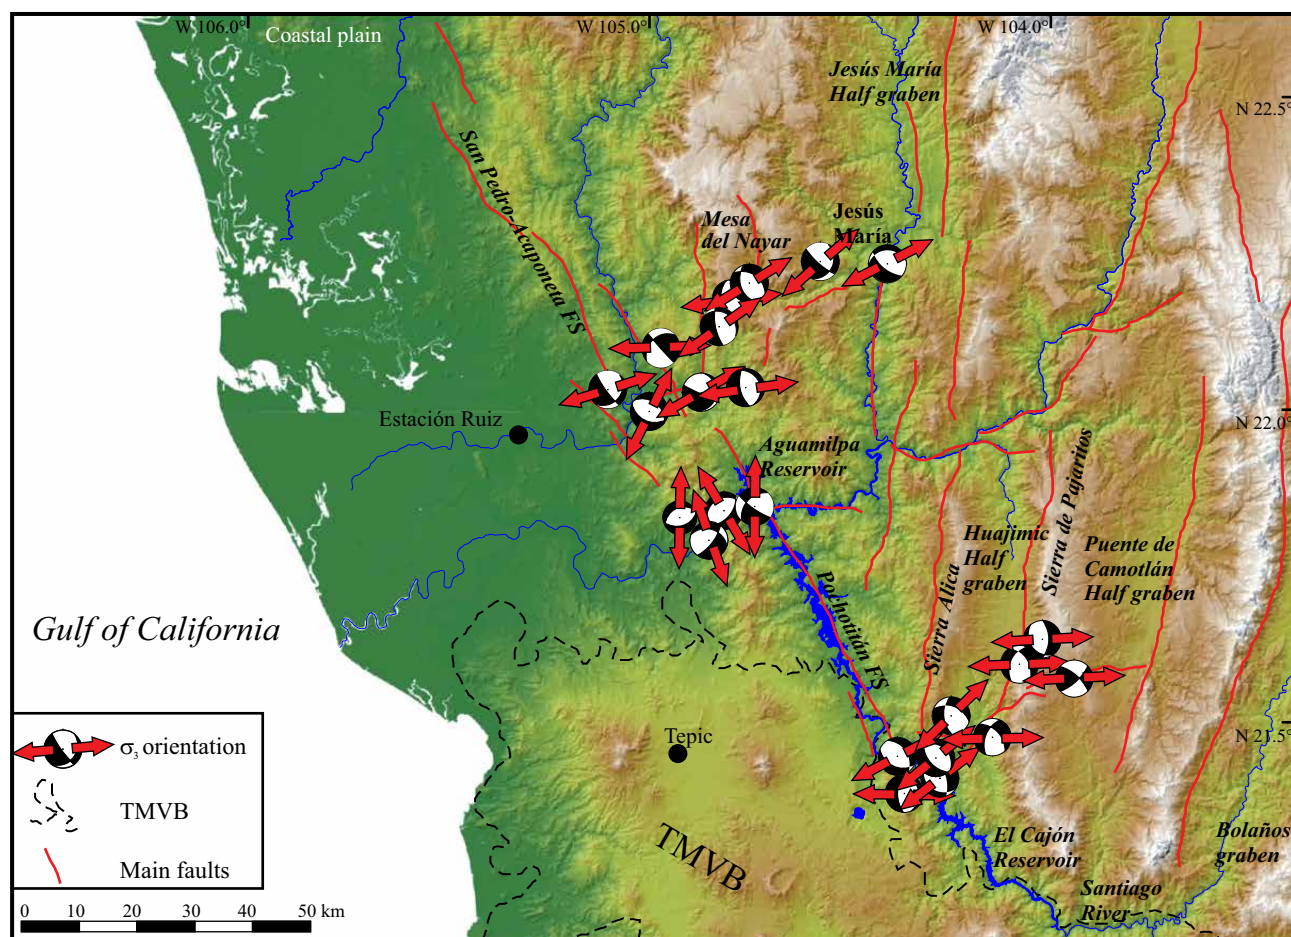 W 106.0°
W 105.0°
W 104.0°
Coastal plain
Jesús María
Half graben
N 22.5°
San Pedro-Acaponeta FS
Mesa
del Nayar
Jesús
María
Estación Ruiz
N 22.0°
Aguamilpa
Reservoir
Sierra de Pajaritos
Huajimic
Half
graben
Puente de
Camotlán
Half graben
Pochotitán FS
Sierra Alica
Gulf of California
N 21.5°
Tepic
σ3 orientation
TMVB
Main faults
TMVB
El Cajón
Reservoir
Bolaños
graben
Santiago
River
0 10 20 30 40 50 km